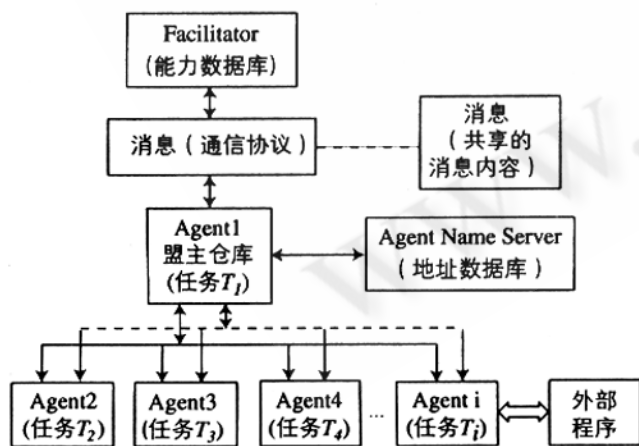 Facilitator
(能力数据库)
消息(通信协议)
消息
(共享的
消息内容)
Agent1
盟主仓库
(任务T1)
Agent Name Server
(地址数据库)
Agent2
(任务T2)
Agent3
(任务T3)
Agent4
(任务T4)
...
Agent i
(任务Ti)
外部
程序
www.